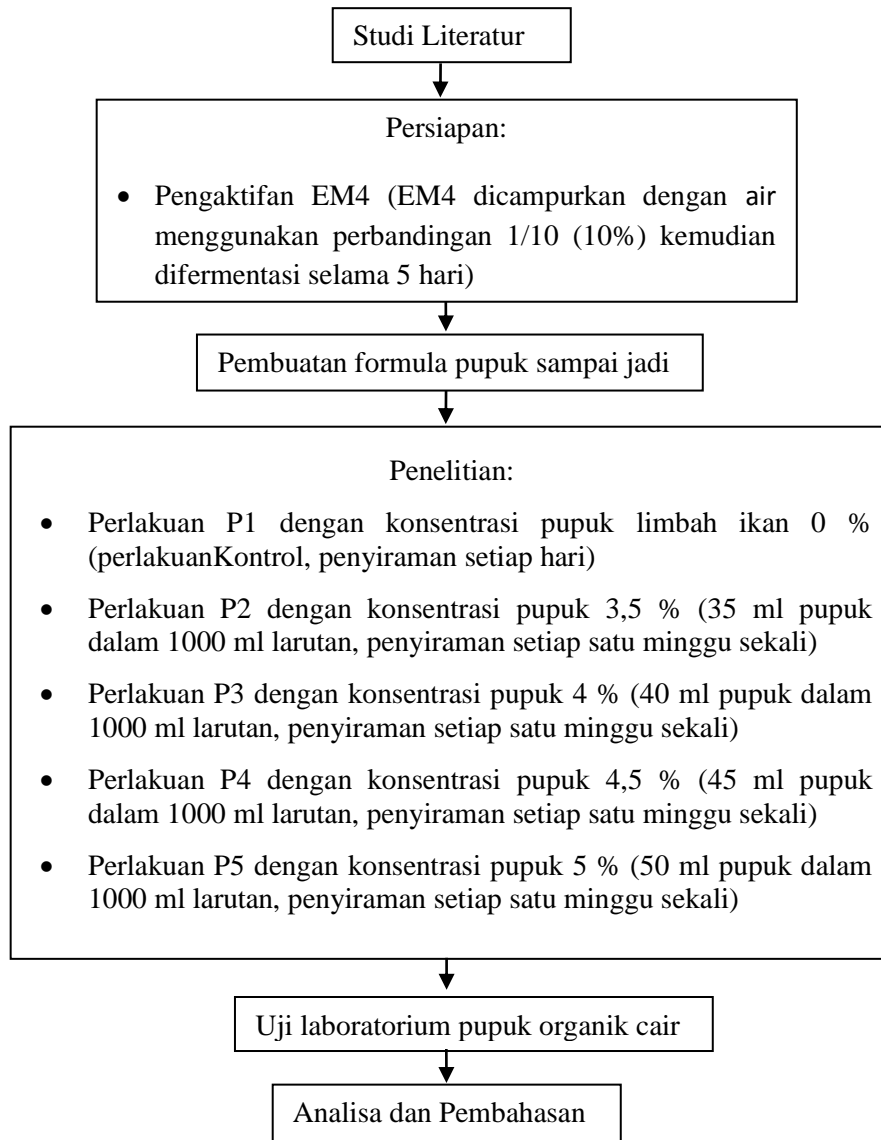 Studi Literatur
Persiapan:
• Pengaktifan EM4 (EM4 dicampurkan dengan air
menggunakan perbandingan 1/10 (10%) kemudian
difermentasi selama 5 hari)
Pembuatan formula pupuk sampai jadi
Penelitian:
• Perlakuan P1 dengan konsentrasi pupuk limbah ikan 0 %
(perlakuanKontrol, penyiraman setiap hari)
• Perlakuan P2 dengan konsentrasi pupuk 3,5 % (35 ml pupuk
dalam 1000 ml larutan, penyiraman setiap satu minggu sekali)
• Perlakuan P3 dengan konsentrasi pupuk 4 % (40 ml pupuk dalam
1000 ml larutan, penyiraman setiap satu minggu sekali)
• Perlakuan P4 dengan konsentrasi pupuk 4,5 % (45 ml pupuk
dalam 1000 ml larutan, penyiraman setiap satu minggu sekali)
• Perlakuan P5 dengan konsentrasi pupuk 5 % (50 ml pupuk dalam
1000 ml larutan, penyiraman setiap satu minggu sekali)
Uji laboratorium pupuk organik cair
Analisa dan Pembahasan